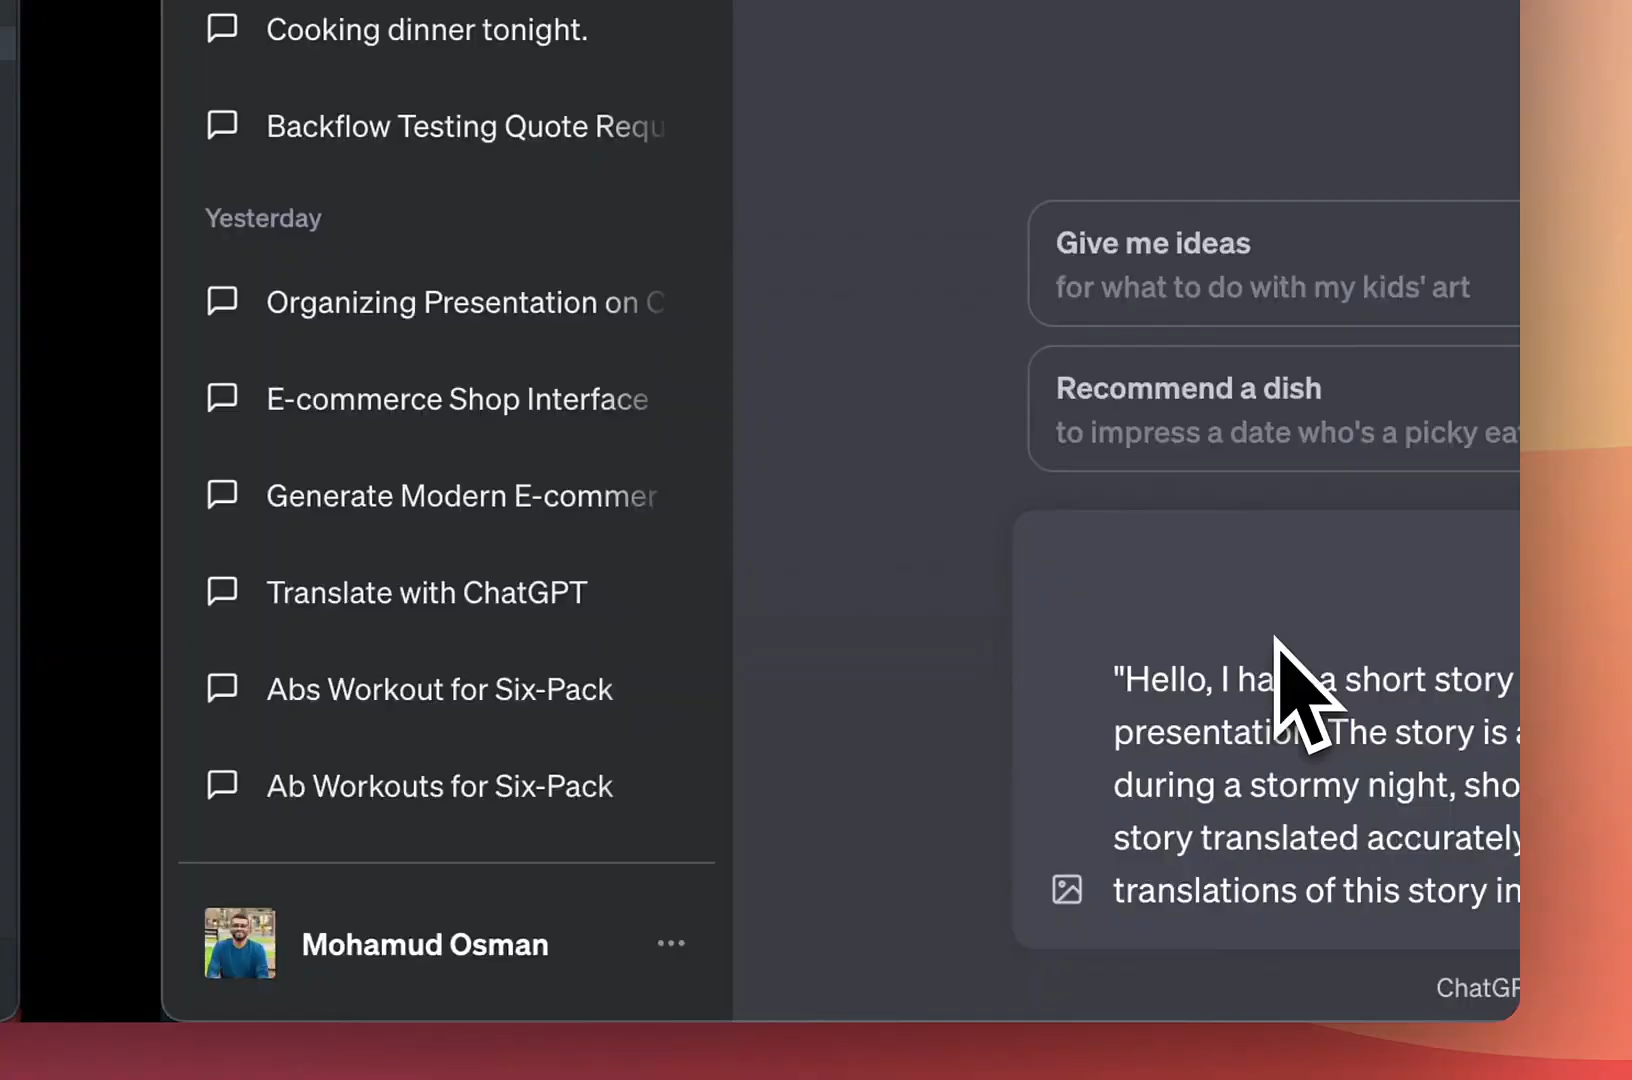 Cooking dinner tonight.
Backflow Testing Quote Requ
Yesterday
Organizing Presentation on C
E-commerce Shop Interface
Generate Modern E-commer
Translate with ChatGPT
Abs Workout for Six-Pack
Ab Workouts for Six-Pack
Mohamud Osman
Give me ideas
for what to do with my kids' art
Recommend a dish
to impress a date who's a picky ea
"Hello, I ha a short story
presentatio The story is a
during a stormy night, sho
story translated accurately
translations of this story in
ChatGP